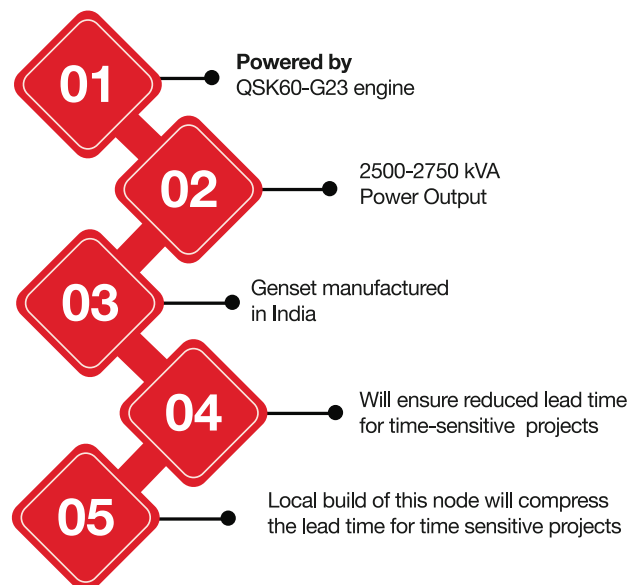 01
Powered by
QSK60-G23 engine
02
2500-2750 kVA
Power Output
03
Genset manufactured
in India
04
Will ensure reduced lead time
for time-sensitive projects
05
Local build of this node will compress
the lead time for time sensitive projects